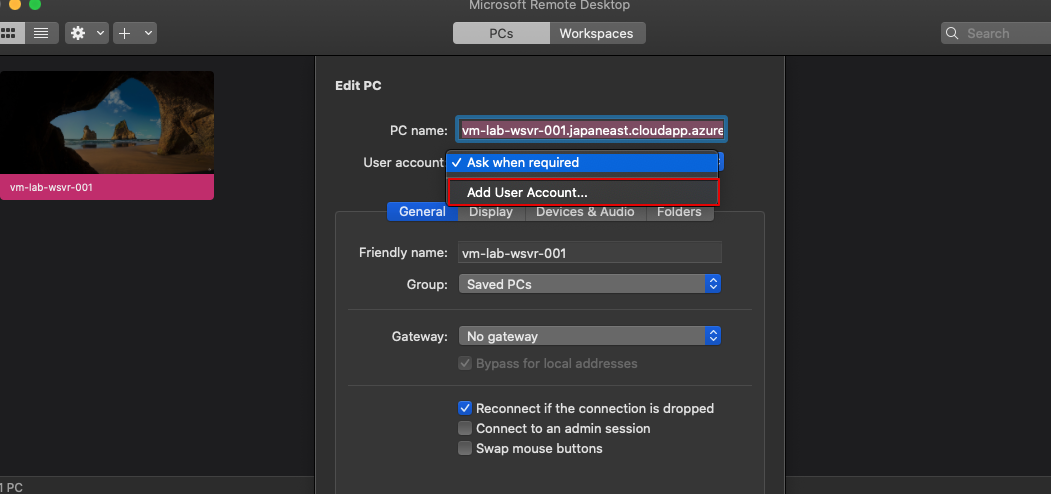 Microsoft Remote Desktop
PCs
Workspaces
Search
vm-lab-wsvr-001
Edit PC
PC name: vm-lab-wsvr-001.japaneast.cloudapp.azure
User account
✓ Ask when required
Add User Account...
General
Display
Devices & Audio
Folders
Friendly name: vm-lab-wsvr-001
Group: Saved PCs
Gateway: No gateway
Bypass for local addresses
Reconnect if the connection is dropped
Connect to an admin session
Swap mouse buttons
1 PC